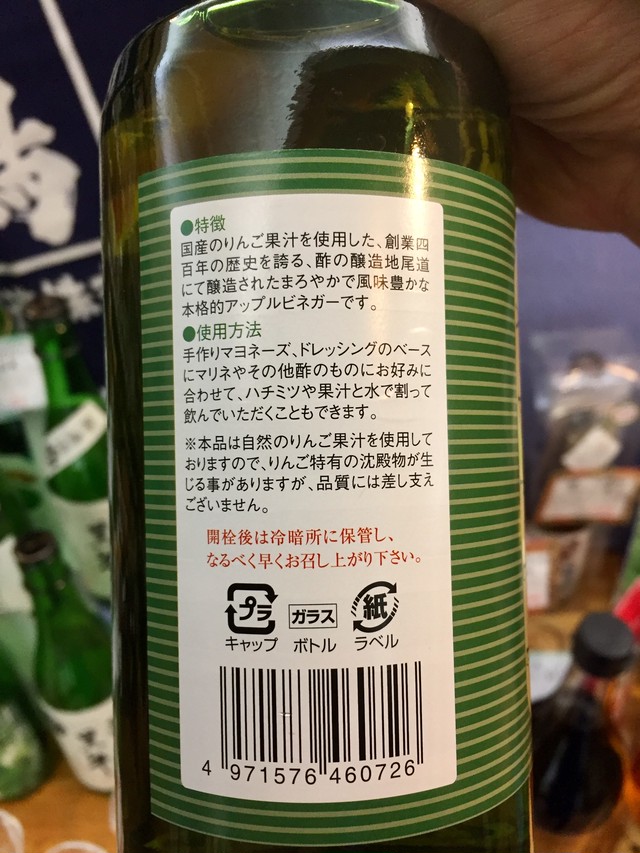 ●特徴
国産のりんご果汁を使用した、創業四
百年の歴史を誇る、酢の醸造地尾道
にて醸造されたまろやかで風味豊かな
本格的アップルビネガーです。
●使用方法
手作りマヨネーズ、ドレッシングのベース
にマリネやその他酢のものにお好みに
合わせて、ハチミツや果汁と水で割って
飲んでいただくこともできます。
※本品は自然のりんご果汁を使用して
おりますので、りんご特有の沈殿物が生
じる事がありますが、品質には差し支え
ございません。
開栓後は冷暗所に保管し、
なるべく早くお召し上がり下さい。
プラ ガラス 紙
キャップ ボトル ラベル
4 971576 460726